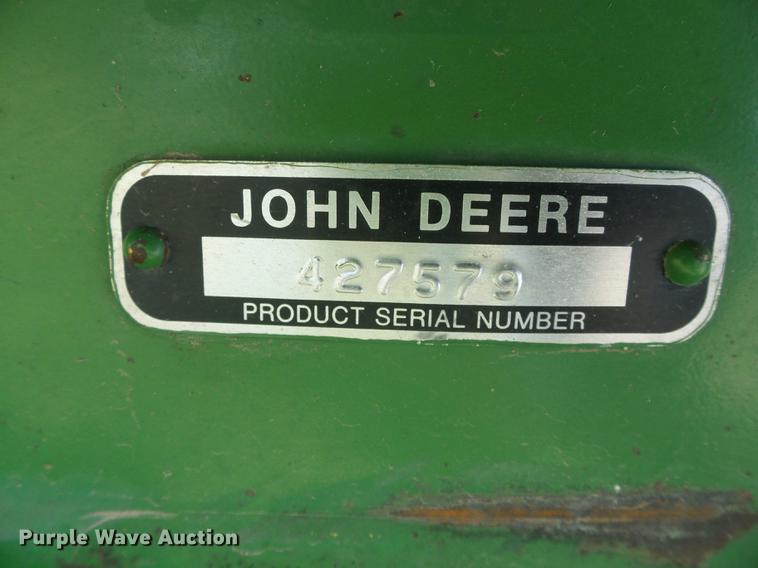 JOHN DEERE
427579
PRODUCT SERIAL NUMBER
Purple Wave Auction